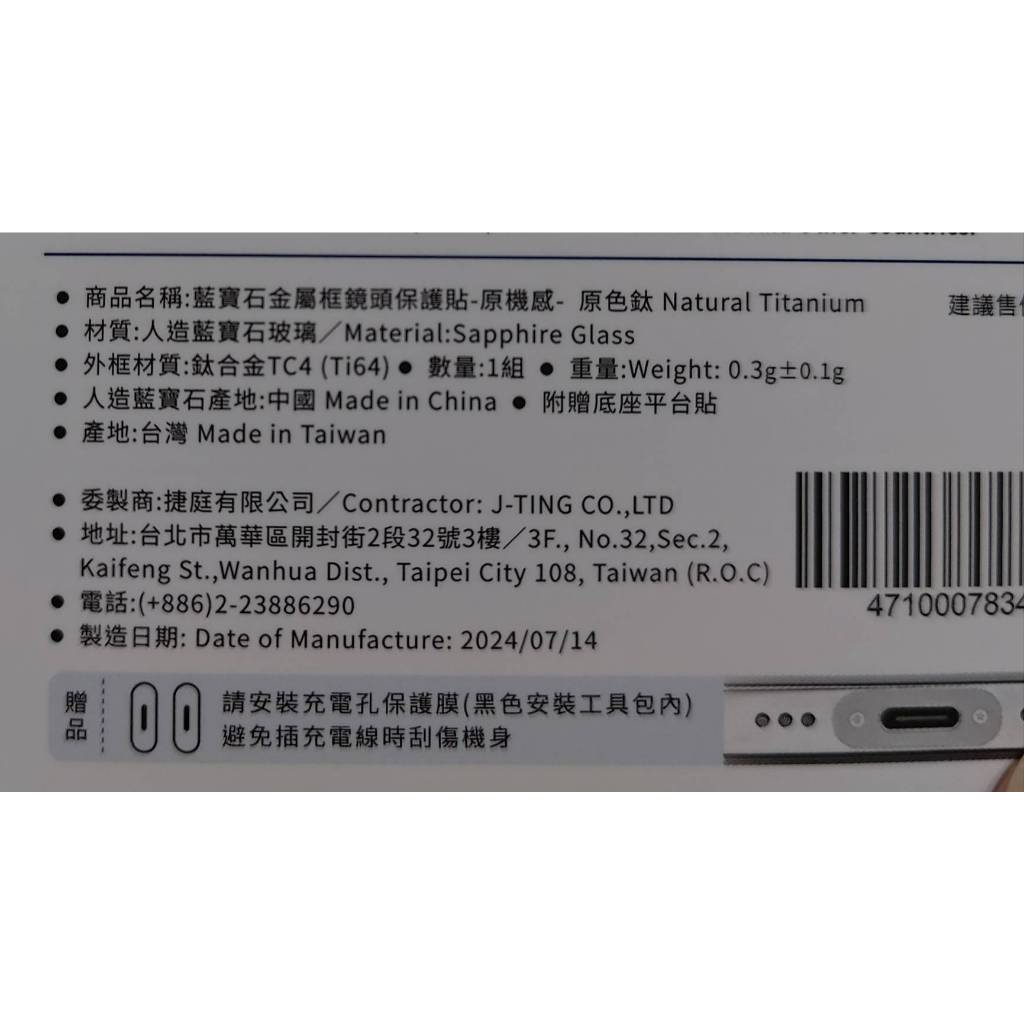 ● 商品名稱:藍寶石金屬框鏡頭保護貼-原機感- 原色鈦 Natural Titanium 建議售
● 材質:人造藍寶石玻璃／Material:Sapphire Glass
● 外框材質:鈦合金TC4 (Ti64) ● 數量:1組 ● 重量:Weight: 0.3g±0.1g
● 人造藍寶石產地:中國 Made in China ● 附贈底座平台貼
● 產地:台灣 Made in Taiwan
● 委製商:捷庭有限公司／Contractor: J-TING CO.,LTD
● 地址:台北市萬華區開封街2段32號3樓／3F., No.32,Sec.2,
Kaifeng St.,Wanhua Dist., Taipei City 108, Taiwan (R.O.C)
● 電話:(+886)2-23886290
● 製造日期: Date of Manufacture: 2024/07/14
4710007834
贈品
請安裝充電孔保護膜(黑色安裝工具包內)
避免插充電線時刮傷機身